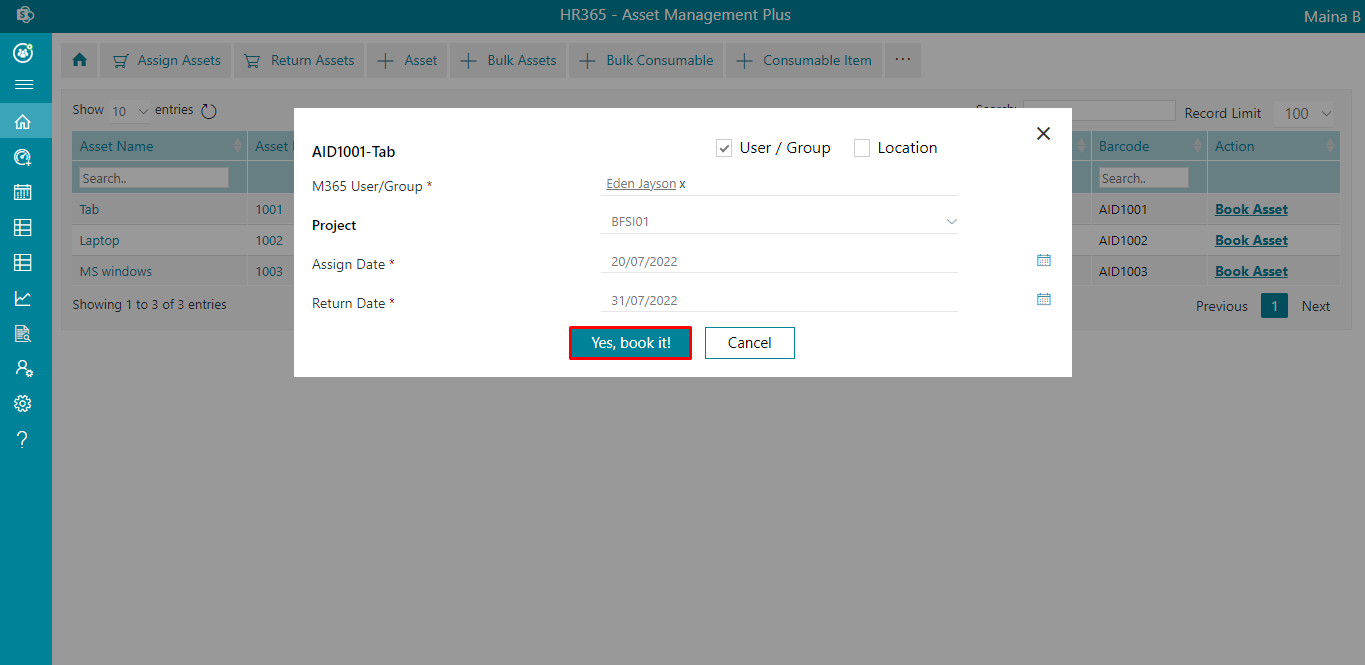 HR365 - Asset Management Plus
Maina B
Assign Assets
Return Assets
Asset
Bulk Assets
Bulk Consumable
Consumable Item
...
Show 10 entries
Search:
Record Limit 100
AID1001-Tab
User / Group
Location
M365 User/Group *
Eden Jayson x
Project
BFSI01
Assign Date *
20/07/2022
Return Date *
31/07/2022
Yes, book it!
Cancel
Asset Name
Asset
Barcode
Action
Search..
Search..
Tab
1001
AID1001
Book Asset
Laptop
1002
AID1002
Book Asset
MS windows
1003
AID1003
Book Asset
Showing 1 to 3 of 3 entries
Previous 1 Next